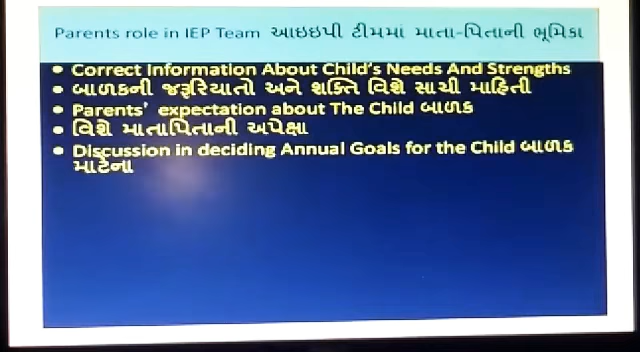 Parents role in IEP Team આઇઇપી ટીમમાં માતા-પિતાની ભૂમિકા
• Correct Information About Child's Needs And Strengths
• બાળકની જરૂરિયાતો અને શક્તિ વિશે સાચી માહિતી
• Parents' expectation about The Child બાળક
• વિશે માતાપિતાની અપેક્ષા
• Discussion in deciding Annual Goals for the Child બાળક
માટેના